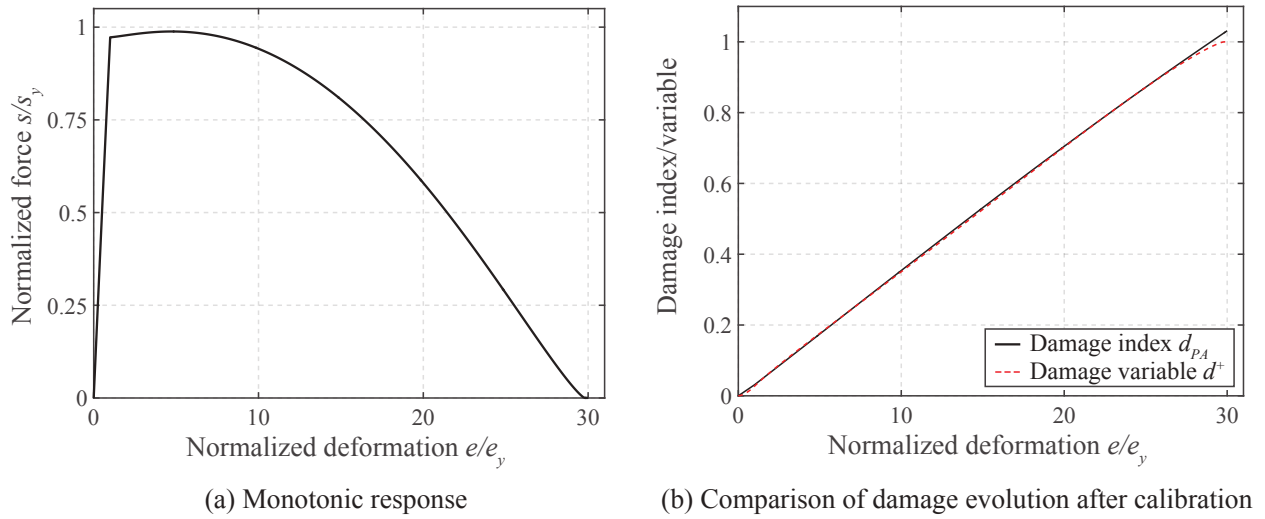 1
0.75
0.5
0.25
0
0
10
20
30
Normalized force s/s_y
Normalized deformation e/e_y
(a) Monotonic response
1
0.8
0.6
0.4
0.2
0
0
10
20
30
Damage index/variable
Damage index d_PA
Damage variable d⁺
Normalized deformation e/e_y
(b) Comparison of damage evolution after calibration